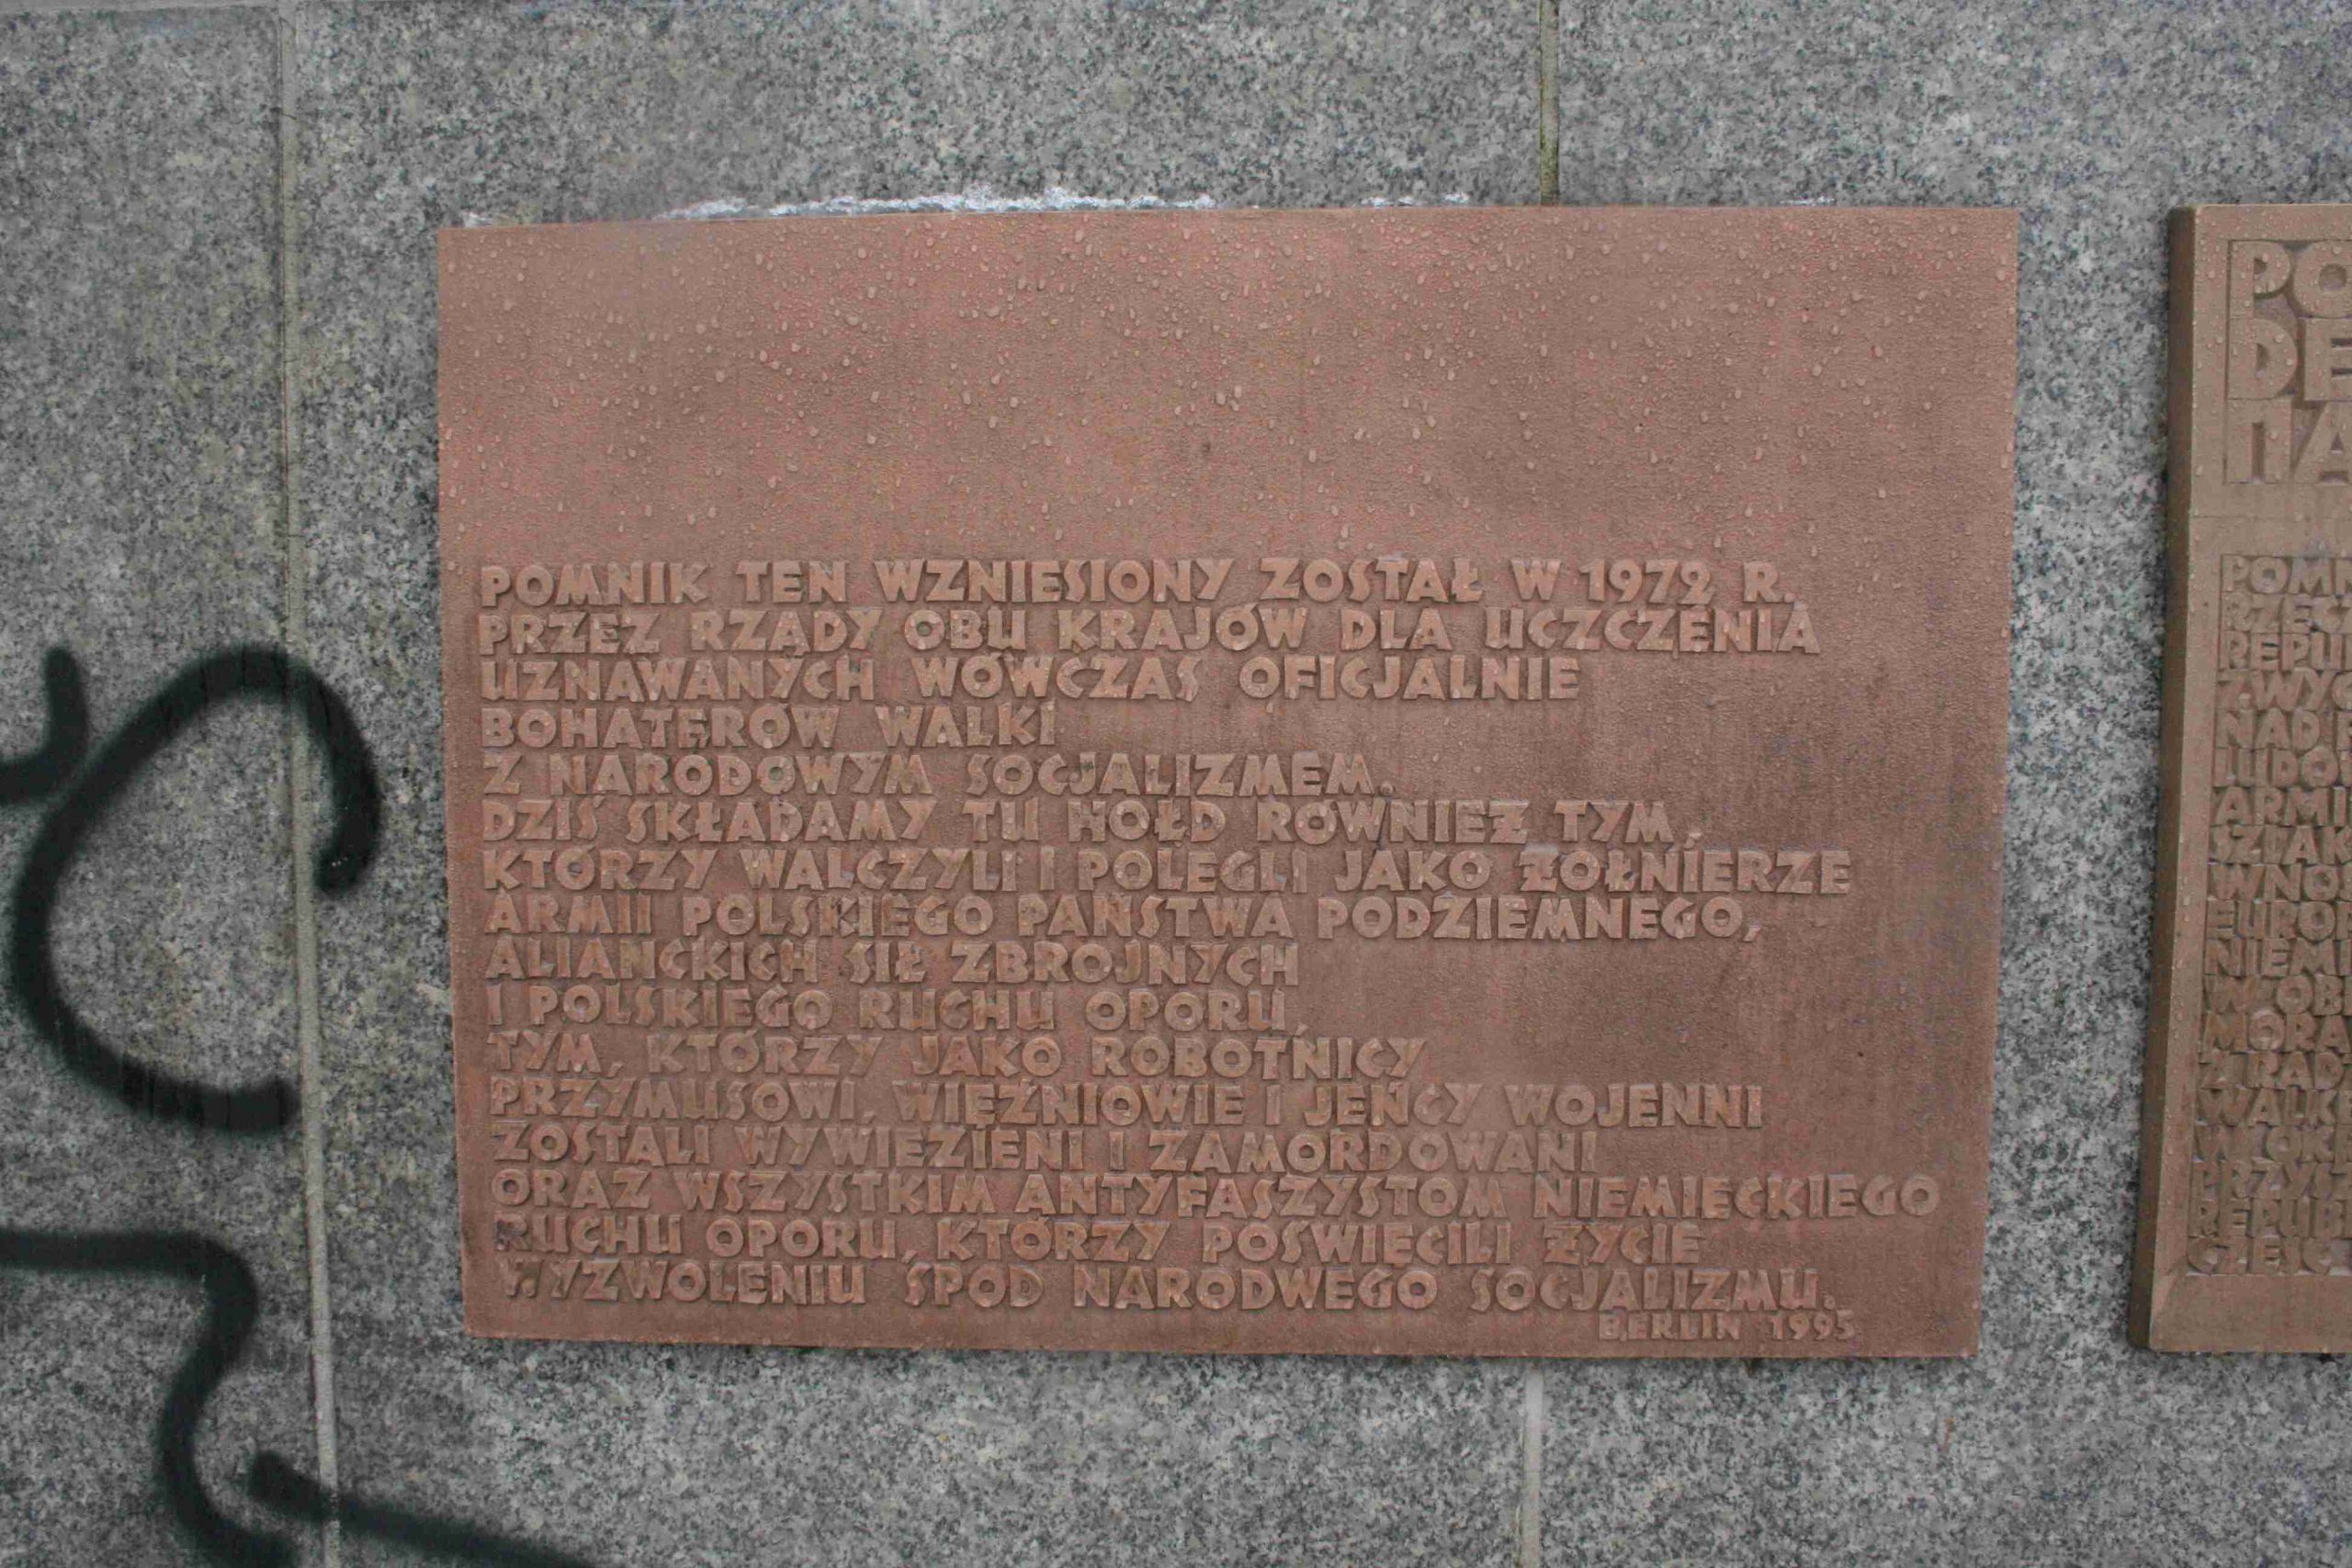 POMNIK TEN WZNIESIONY ZOSTAŁ W 1972 R.
PRZEZ RZĄDY OBU KRAJÓW DLA UCZCZENIA
UZNAWANYCH WÓWCZAS OFICJALNIE
BOHATERÓW WALKI
Z NARODOWYM SOCJALIZMEM.
DZIŚ SKŁADAMY TU HOŁD RÓWNIEŻ TYM,
KTÓRZY WALCZYLI I POLEGLI JAKO ŻOŁNIERZE
ARMII POLSKIEGO PAŃSTWA PODZIEMNEGO,
ALIANCKICH SIŁ ZBROJNYCH
I POLSKIEGO RUCHU OPORU,
TYM, KTÓRZY JAKO ROBOTNICY
PRZYMUSOWI, WIĘŹNIOWIE I JEŃCY WOJENNI
ZOSTALI WYWIEZIENI I ZAMORDOWANI
ORAZ WSZYSTKIM ANTYFASZYSTOM NIEMIECKIEGO
RUCHU OPORU, KTÓRZY POŚWIĘCILI ŻYCIE
WYZWOLENIU SPOD NARODWEGO SOCJALIZMU.
BERLIN 1995
NAD